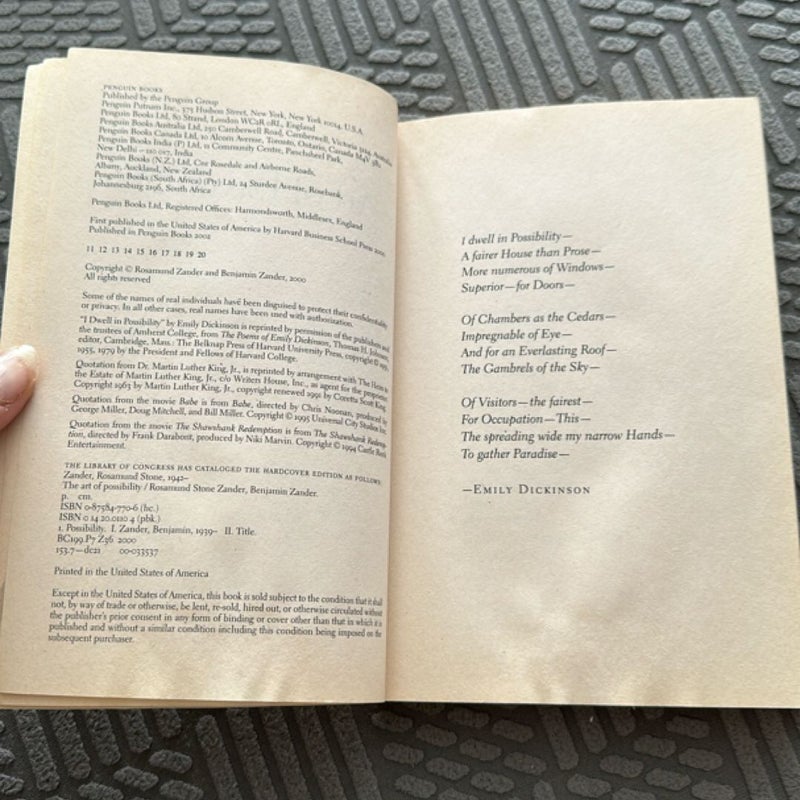 PENGUIN BOOKS
Published by the Penguin Group
Penguin Putnam Inc., 375 Hudson Street, New York, New York 10014, U.S.A.
Penguin Books Ltd, 80 Strand, London WC2R 0RL, England
Penguin Books Australia Ltd, 250 Camberwell Road, Camberwell, Victoria 3124, Australia
Penguin Books Canada Ltd, 10 Alcorn Avenue, Toronto, Ontario, Canada M4V 3B2
Penguin Books India (P) Ltd, 11 Community Centre, Panchsheel Park,
New Delhi – 110 017, India
Penguin Books (N.Z.) Ltd, Cnr Rosedale and Airborne Roads,
Albany, Auckland, New Zealand
Penguin Books (South Africa) (Pty) Ltd, 24 Sturdee Avenue, Rosebank,
Johannesburg 2196, South Africa
Penguin Books Ltd, Registered Offices: Harmondsworth, Middlesex, England
First published in the United States of America by Harvard Business School Press 2000
Published in Penguin Books 2002
11 12 13 14 15 16 17 18 19 20
Copyright © Rosamund Zander and Benjamin Zander, 2000
All rights reserved
Some of the names of real individuals have been disguised to protect their confidentiality
or privacy. In all other cases, real names have been used with authorization.
"I Dwell in Possibility" by Emily Dickinson is reprinted by permission of the publishers and
the trustees of Amherst College, from The Poems of Emily Dickinson, Thomas H. Johnson,
editor, Cambridge, Mass.: The Belknap Press of Harvard University Press, copyright © 1951,
1955, 1979 by the President and Fellows of Harvard College.
Quotation from Dr. Martin Luther King, Jr., is reprinted by arrangement with The Heirs to
the Estate of Martin Luther King, Jr., c/o Writers House, Inc., as agent for the proprietor.
Copyright 1963 by Martin Luther King, Jr., copyright renewed 1991 by Coretta Scott King.
Quotation from the movie Babe is from Babe, directed by Chris Noonan, produced by
George Miller, Doug Mitchell, and Bill Miller. Copyright © 1995 Universal City Studios Inc.
Quotation from the movie The Shawshank Redemption is from The Shawshank Redemp-
tion, directed by Frank Darabont, produced by Niki Marvin. Copyright © 1994 Castle Rock
Entertainment.
THE LIBRARY OF CONGRESS HAS CATALOGED THE HARDCOVER EDITION AS FOLLOWS:
Zander, Rosamund Stone, 1942–
The art of possibility / Rosamund Stone Zander, Benjamin Zander.
p. cm.
ISBN 0-87584-770-6 (hc.)
ISBN 0 14 20.0110 4 (pbk.)
1. Possibility. I. Zander, Benjamin, 1939– II. Title.
BC199.P7 Z36 2000
153.7—dc21 00-033537
Printed in the United States of America
Except in the United States of America, this book is sold subject to the condition that it shall
not, by way of trade or otherwise, be lent, re-sold, hired out, or otherwise circulated without
the publisher's prior consent in any form of binding or cover other than that in which it is
published and without a similar condition including this condition being imposed on the
subsequent purchaser.
I dwell in Possibility—
A fairer House than Prose—
More numerous of Windows—
Superior—for Doors—
Of Chambers as the Cedars—
Impregnable of Eye—
And for an Everlasting Roof—
The Gambrels of the Sky—
Of Visitors—the fairest—
For Occupation—This—
The spreading wide my narrow Hands—
To gather Paradise—
—EMILY DICKINSON